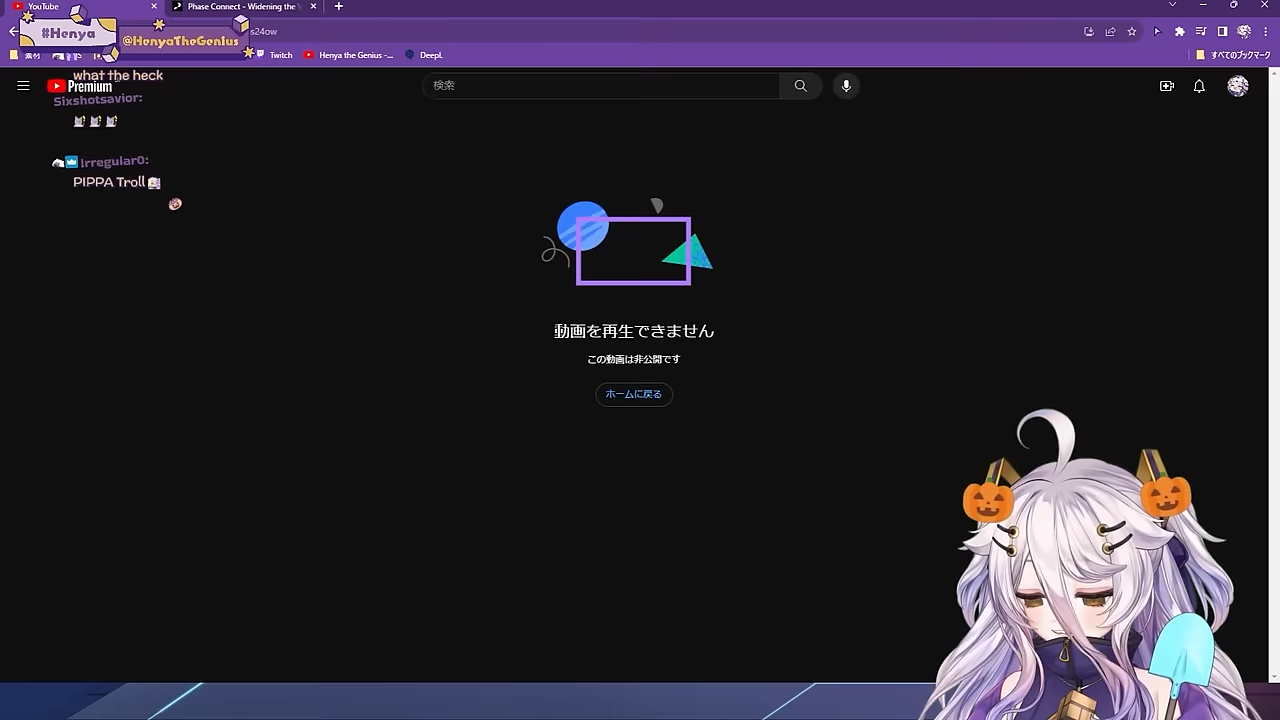 YouTube
Phase Connect - Widening the
#Henya
@HenyaTheGenius
s24ow
素材
Twitch
Henya the Genius -...
DeepL
すべてのブックマーク
what the heck
Premium
検索
Sixshotsavior:
Irregular0:
PIPPA Troll
動画を再生できません
この動画は非公開です
ホームに戻る